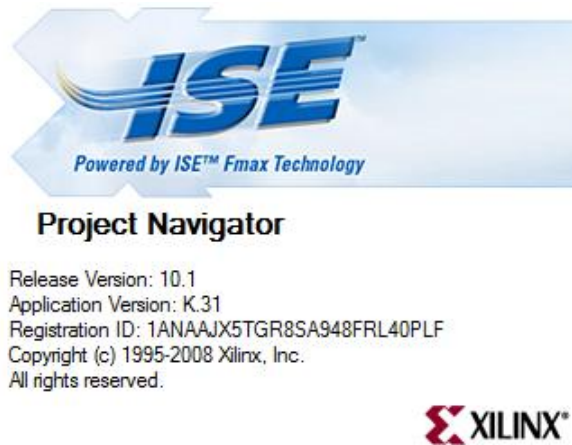 ISE™
Powered by ISE™ Fmax Technology
Project Navigator
Release Version: 10.1
Application Version: K.31
Registration ID: 1ANAAJX5TGR8SA948FRL40PLF
Copyright (c) 1995-2008 Xilinx, Inc.
All rights reserved.
XILINX®